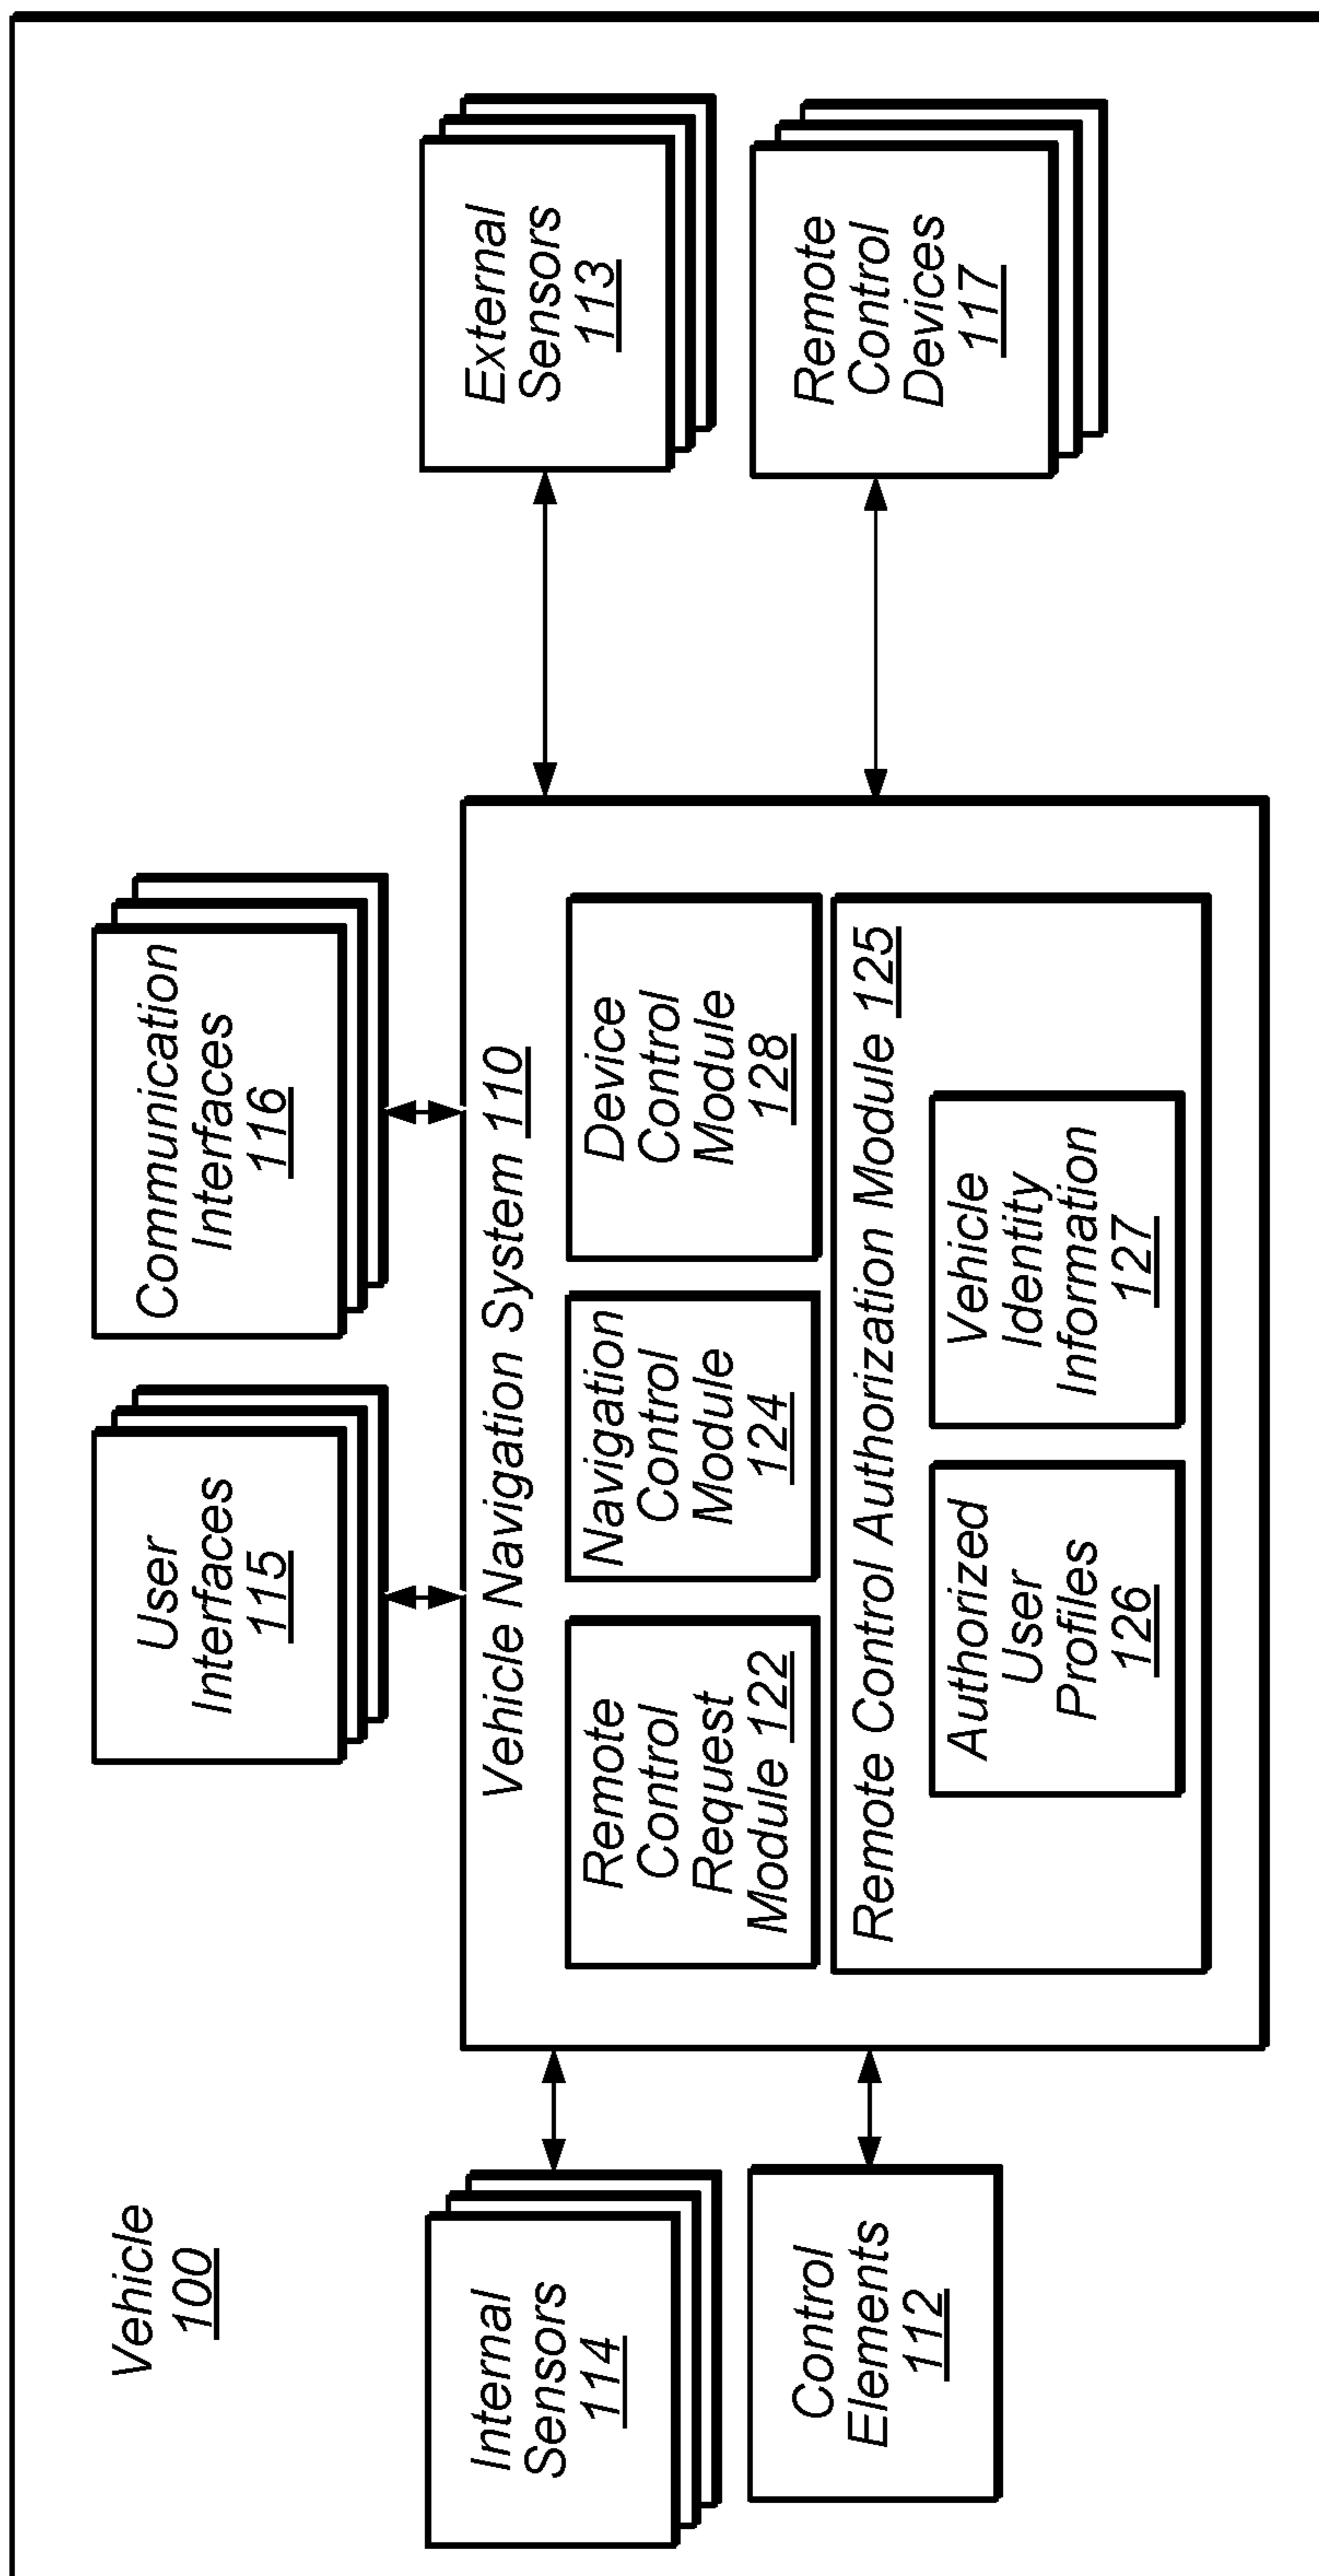 Vehicle
100
User
Interfaces
115
Communication
Interfaces
116
Internal
Sensors
114
External
Sensors
113
Control
Elements
112
Remote
Control
Devices
117
Vehicle Navigation System 110
Remote
Control
Request
Module 122
Navigation
Control
Module
124
Device
Control
Module
128
Remote Control Authorization Module 125
Authorized
User
Profiles
126
Vehicle
Identity
Information
127